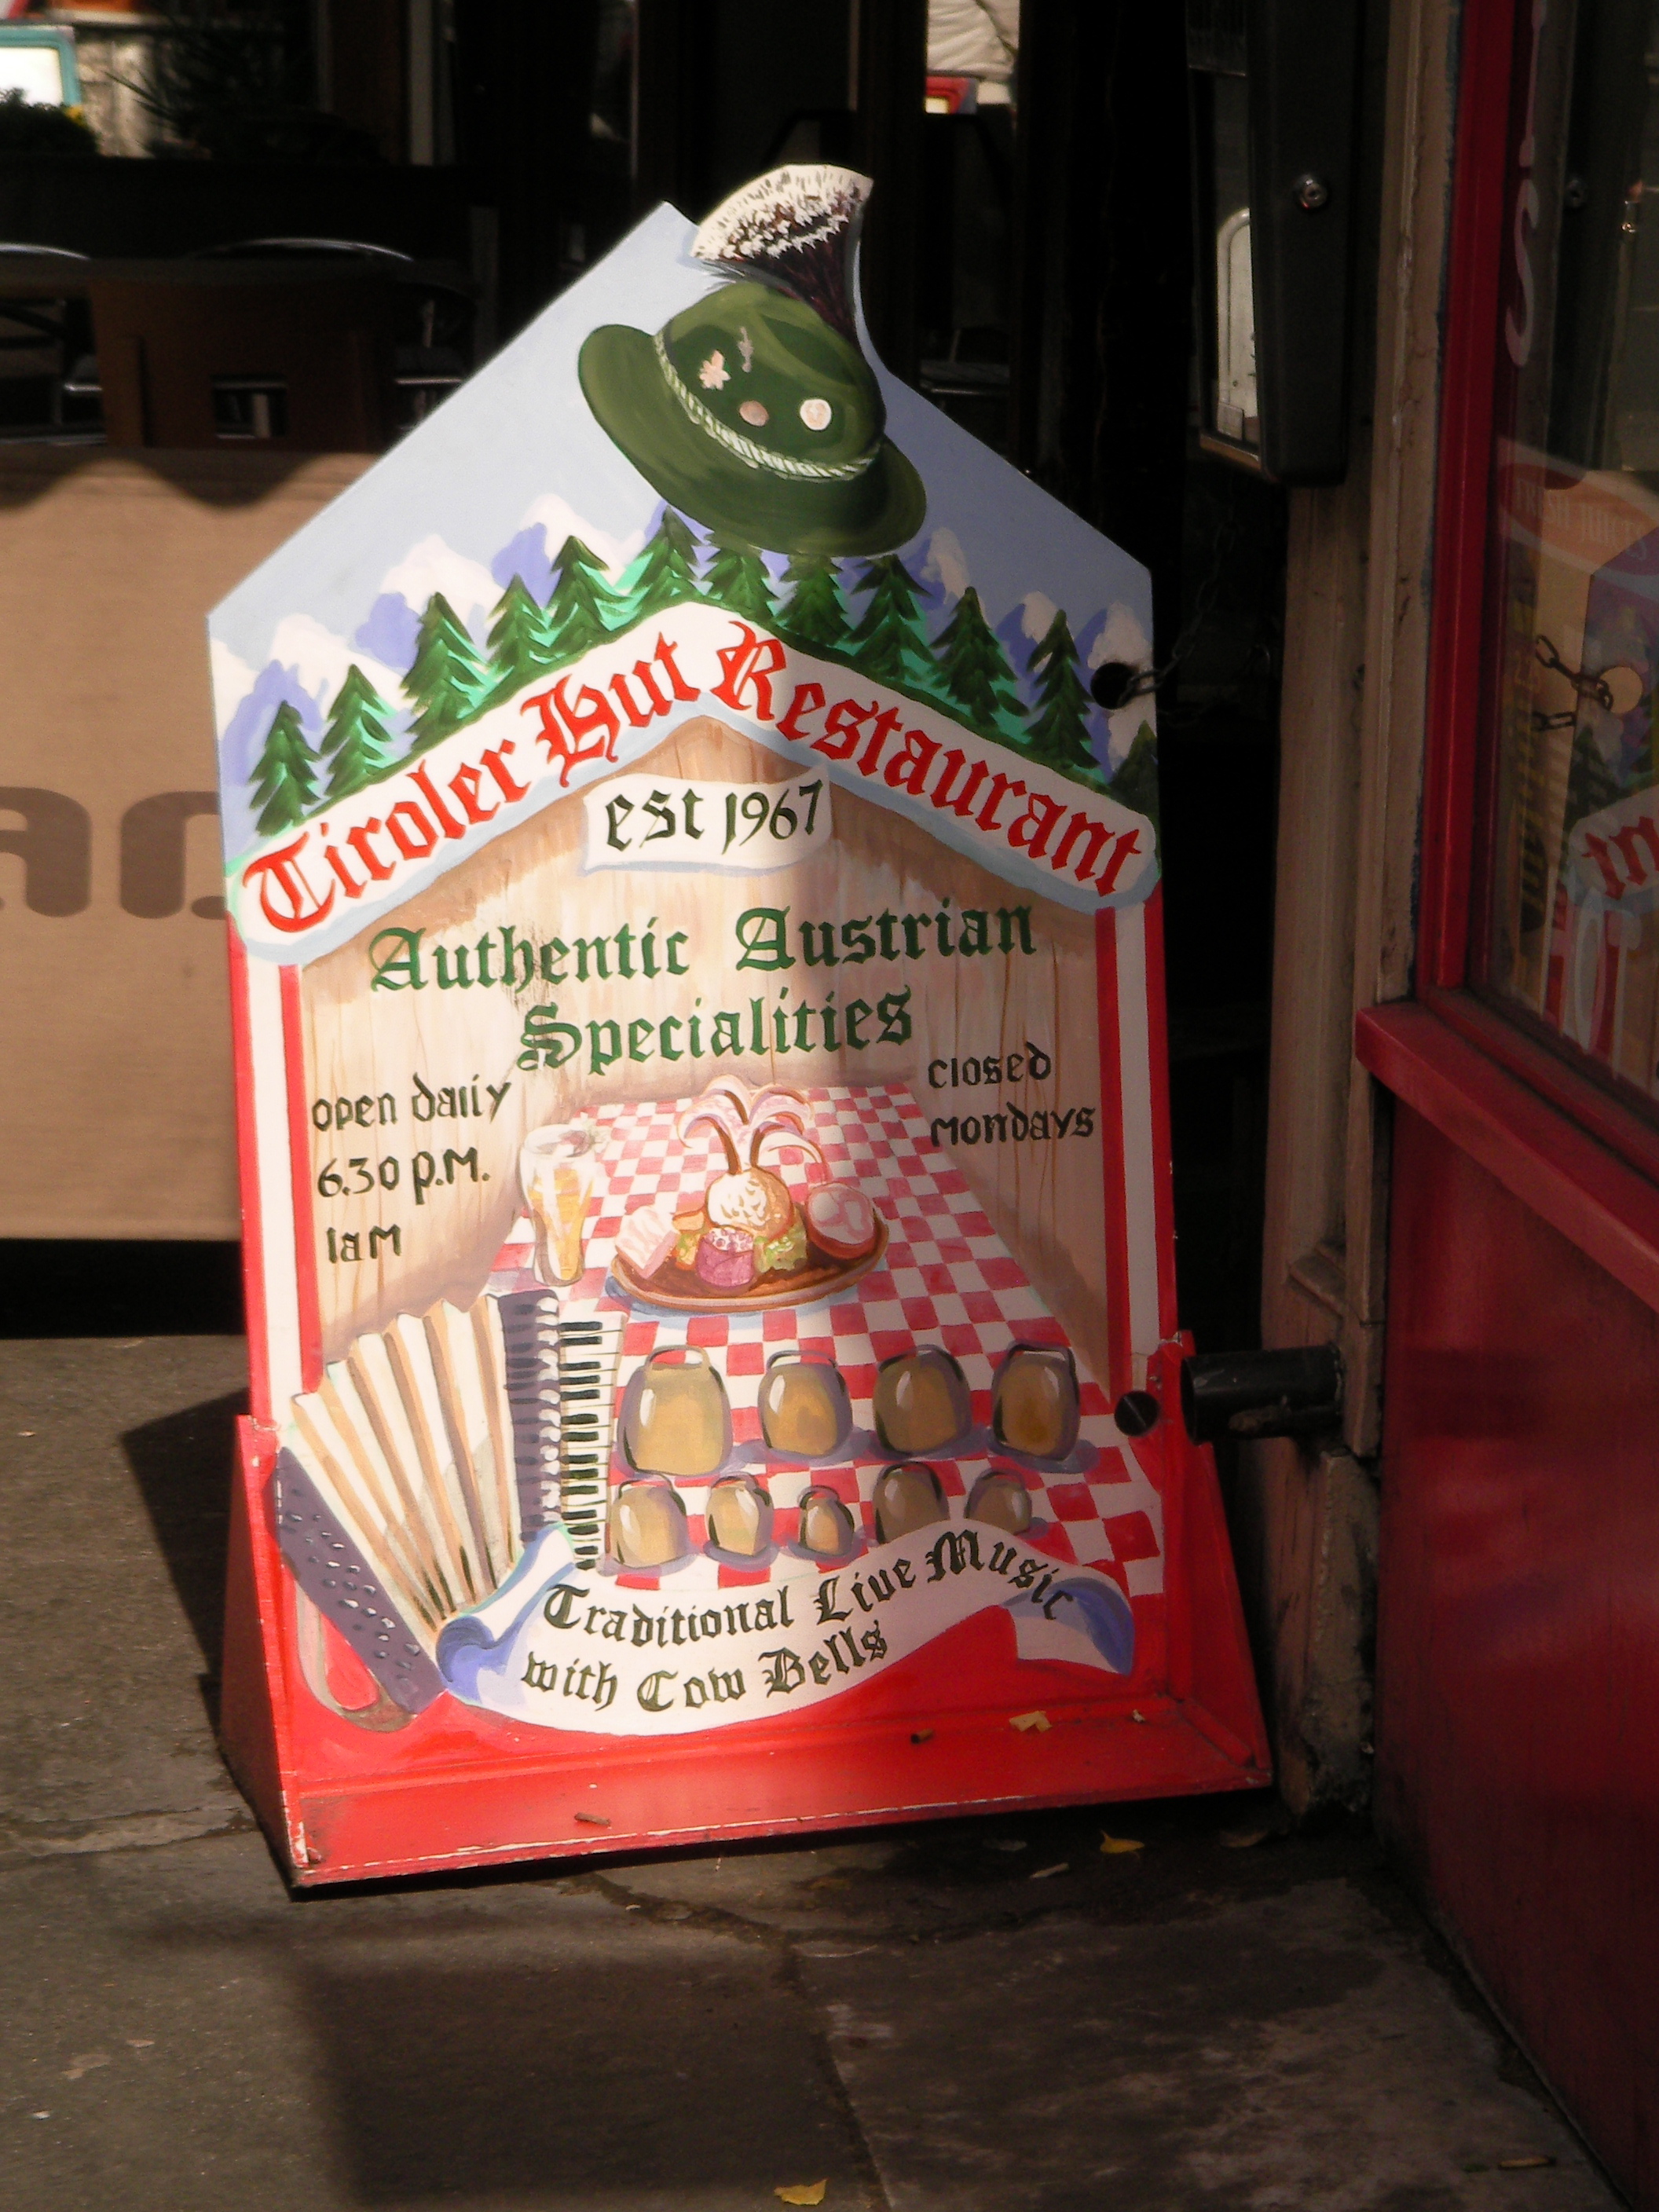 Tiroler Hut Restaurant
est 1967
Authentic Austrian
Specialities
open daily
6.30 p.m.
1am
closed
mondays
Traditional Live Music
with Cow Bells